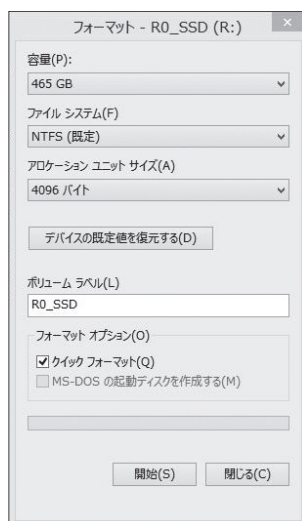 フォーマット - R0_SSD (R:)
容量(P):
465 GB
ファイル システム(F)
NTFS (既定)
アロケーション ユニット サイズ(A)
4096 バイト
デバイスの既定値を復元する(D)
ボリューム ラベル(L)
R0_SSD
フォーマット オプション(O)
クイック フォーマット(Q)
MS-DOS の起動ディスクを作成する(M)
開始(S)
閉じる(C)